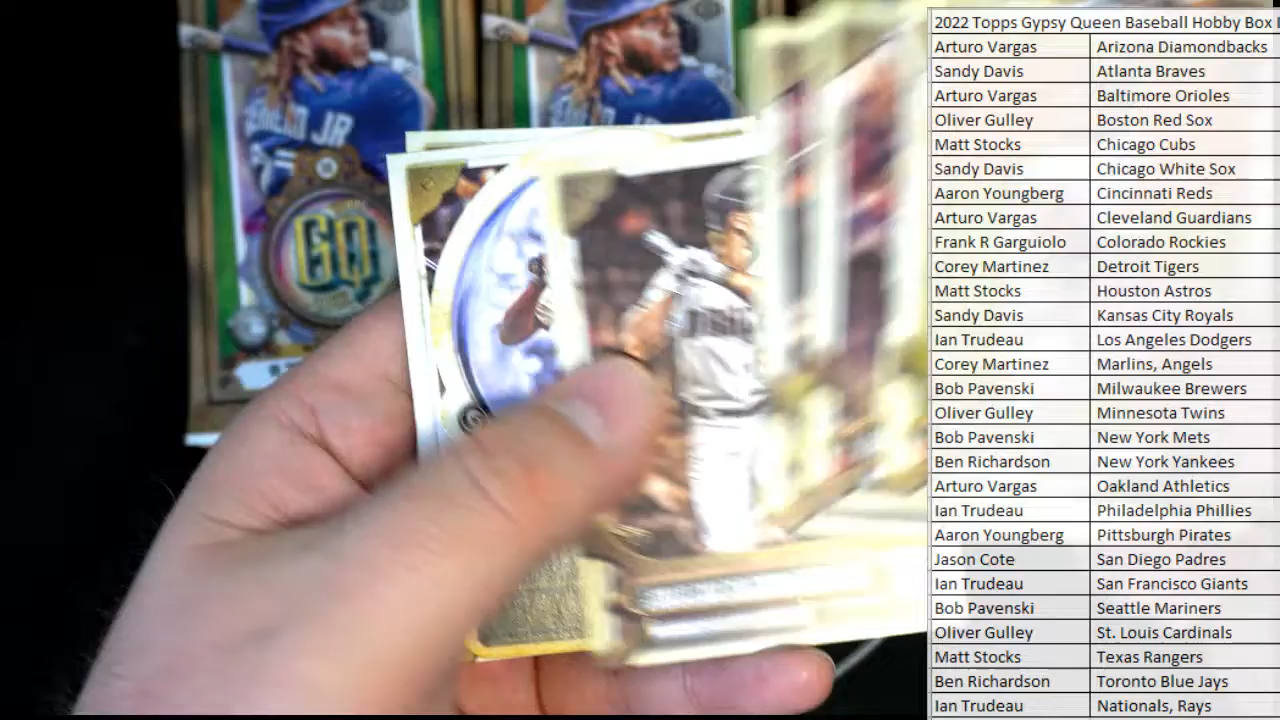 2022 Topps Gypsy Queen Baseball Hobby Box
Arturo Vargas Arizona Diamondbacks
Sandy Davis Atlanta Braves
Arturo Vargas Baltimore Orioles
Oliver Gulley Boston Red Sox
Matt Stocks Chicago Cubs
Sandy Davis Chicago White Sox
Aaron Youngberg Cincinnati Reds
Arturo Vargas Cleveland Guardians
Frank R Garguiolo Colorado Rockies
Corey Martinez Detroit Tigers
Matt Stocks Houston Astros
Sandy Davis Kansas City Royals
Ian Trudeau Los Angeles Dodgers
Corey Martinez Marlins, Angels
Bob Pavenski Milwaukee Brewers
Oliver Gulley Minnesota Twins
Bob Pavenski New York Mets
Ben Richardson New York Yankees
Arturo Vargas Oakland Athletics
Ian Trudeau Philadelphia Phillies
Aaron Youngberg Pittsburgh Pirates
Jason Cote San Diego Padres
Ian Trudeau San Francisco Giants
Bob Pavenski Seattle Mariners
Oliver Gulley St. Louis Cardinals
Matt Stocks Texas Rangers
Ben Richardson Toronto Blue Jays
Ian Trudeau Nationals, Rays
JR
GQ